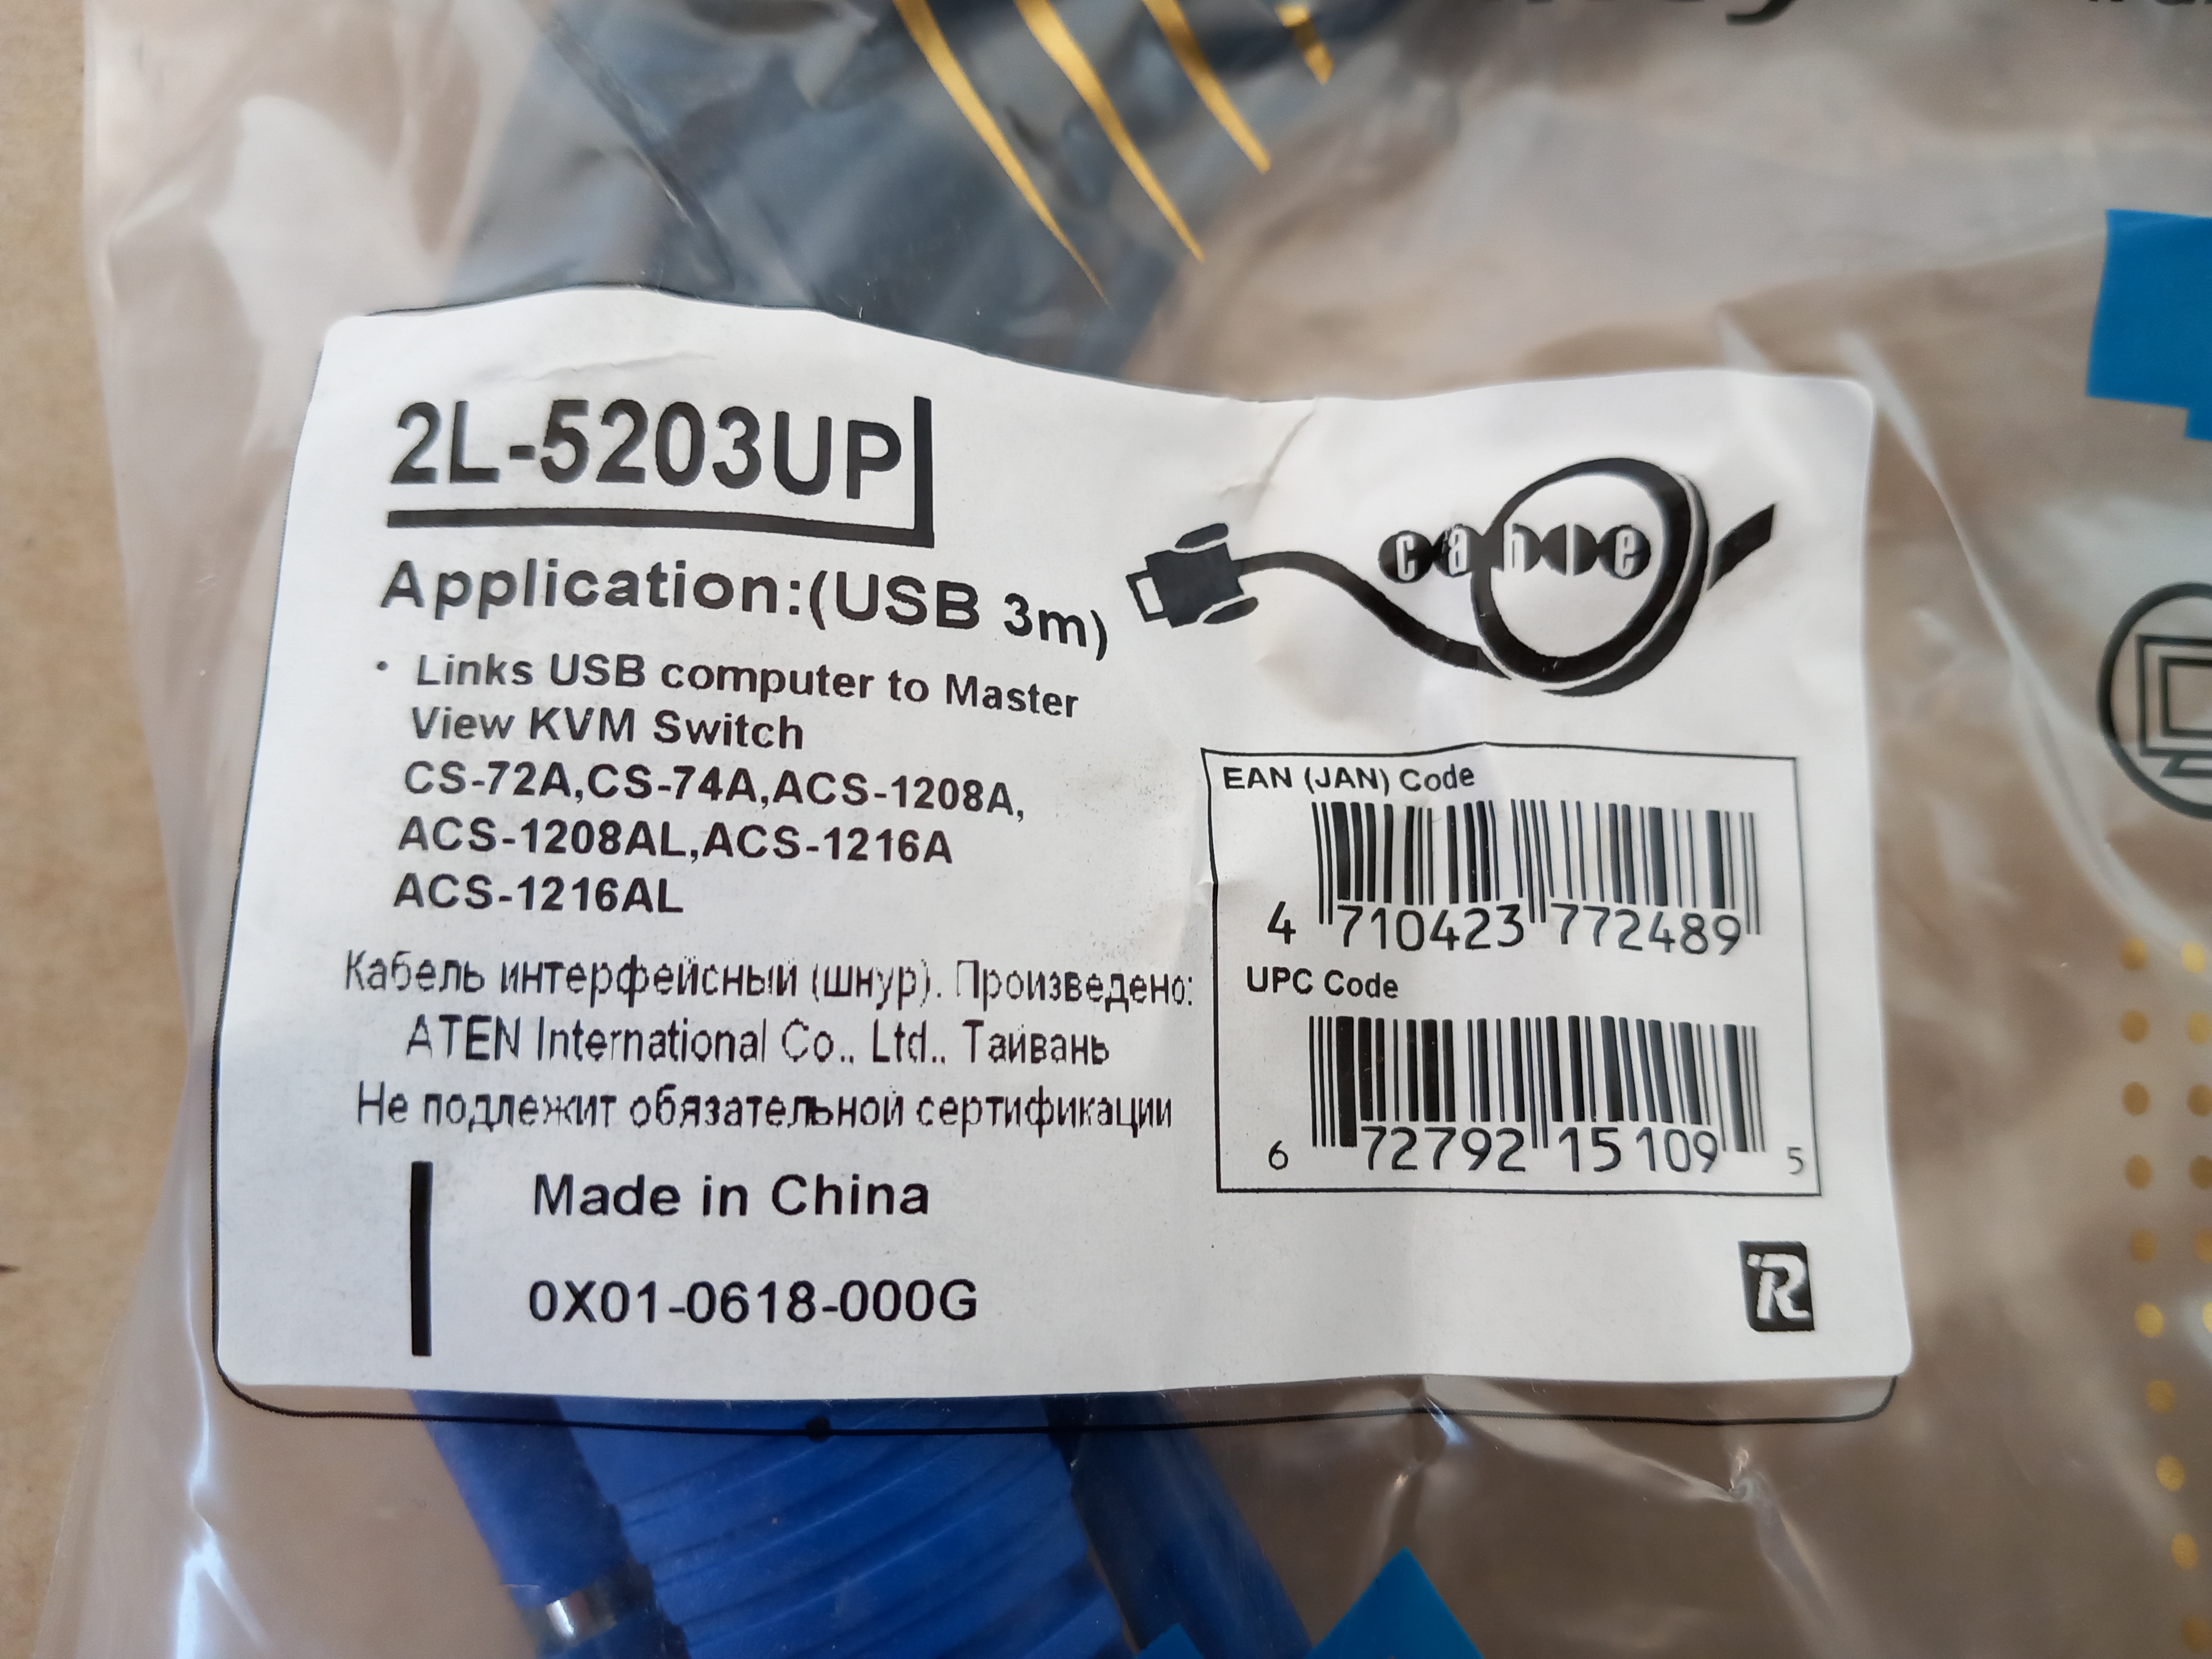 2L-5203UP
Application:(USB 3m)
cable
• Links USB computer to Master
View KVM Switch
CS-72A,CS-74A,ACS-1208A,
ACS-1208AL,ACS-1216A
ACS-1216AL
EAN (JAN) Code
4 710423 772489
UPC Code
6 72792 15109 5
Кабель интерфейсный (шнур). Произведено:
ATEN International Co., Ltd., Тайвань
Не подлежит обязательной сертификации
Made in China
0X01-0618-000G
R